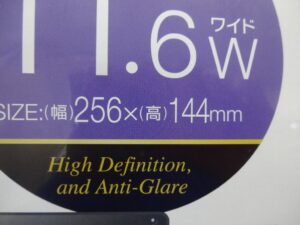 11.6 ワイド W
SIZE:(幅)256×(高)144mm
High Definition,
and Anti-Glare